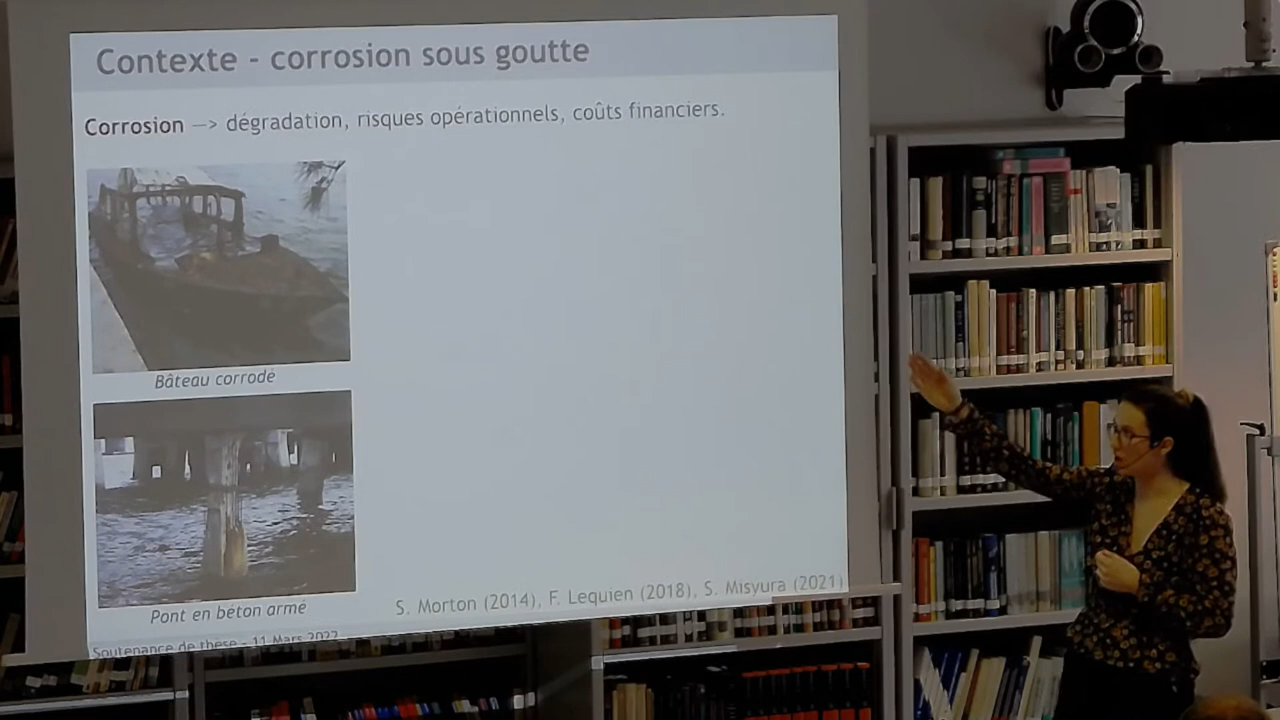 Contexte - corrosion sous goutte
Corrosion —> dégradation, risques opérationnels, coûts financiers.
Bâteau corrodé
Pont en béton armé
S. Morton (2014), F. Lequien (2018), S. Misyura (2021)
Soutenance de thèse - 11 Mars 2022